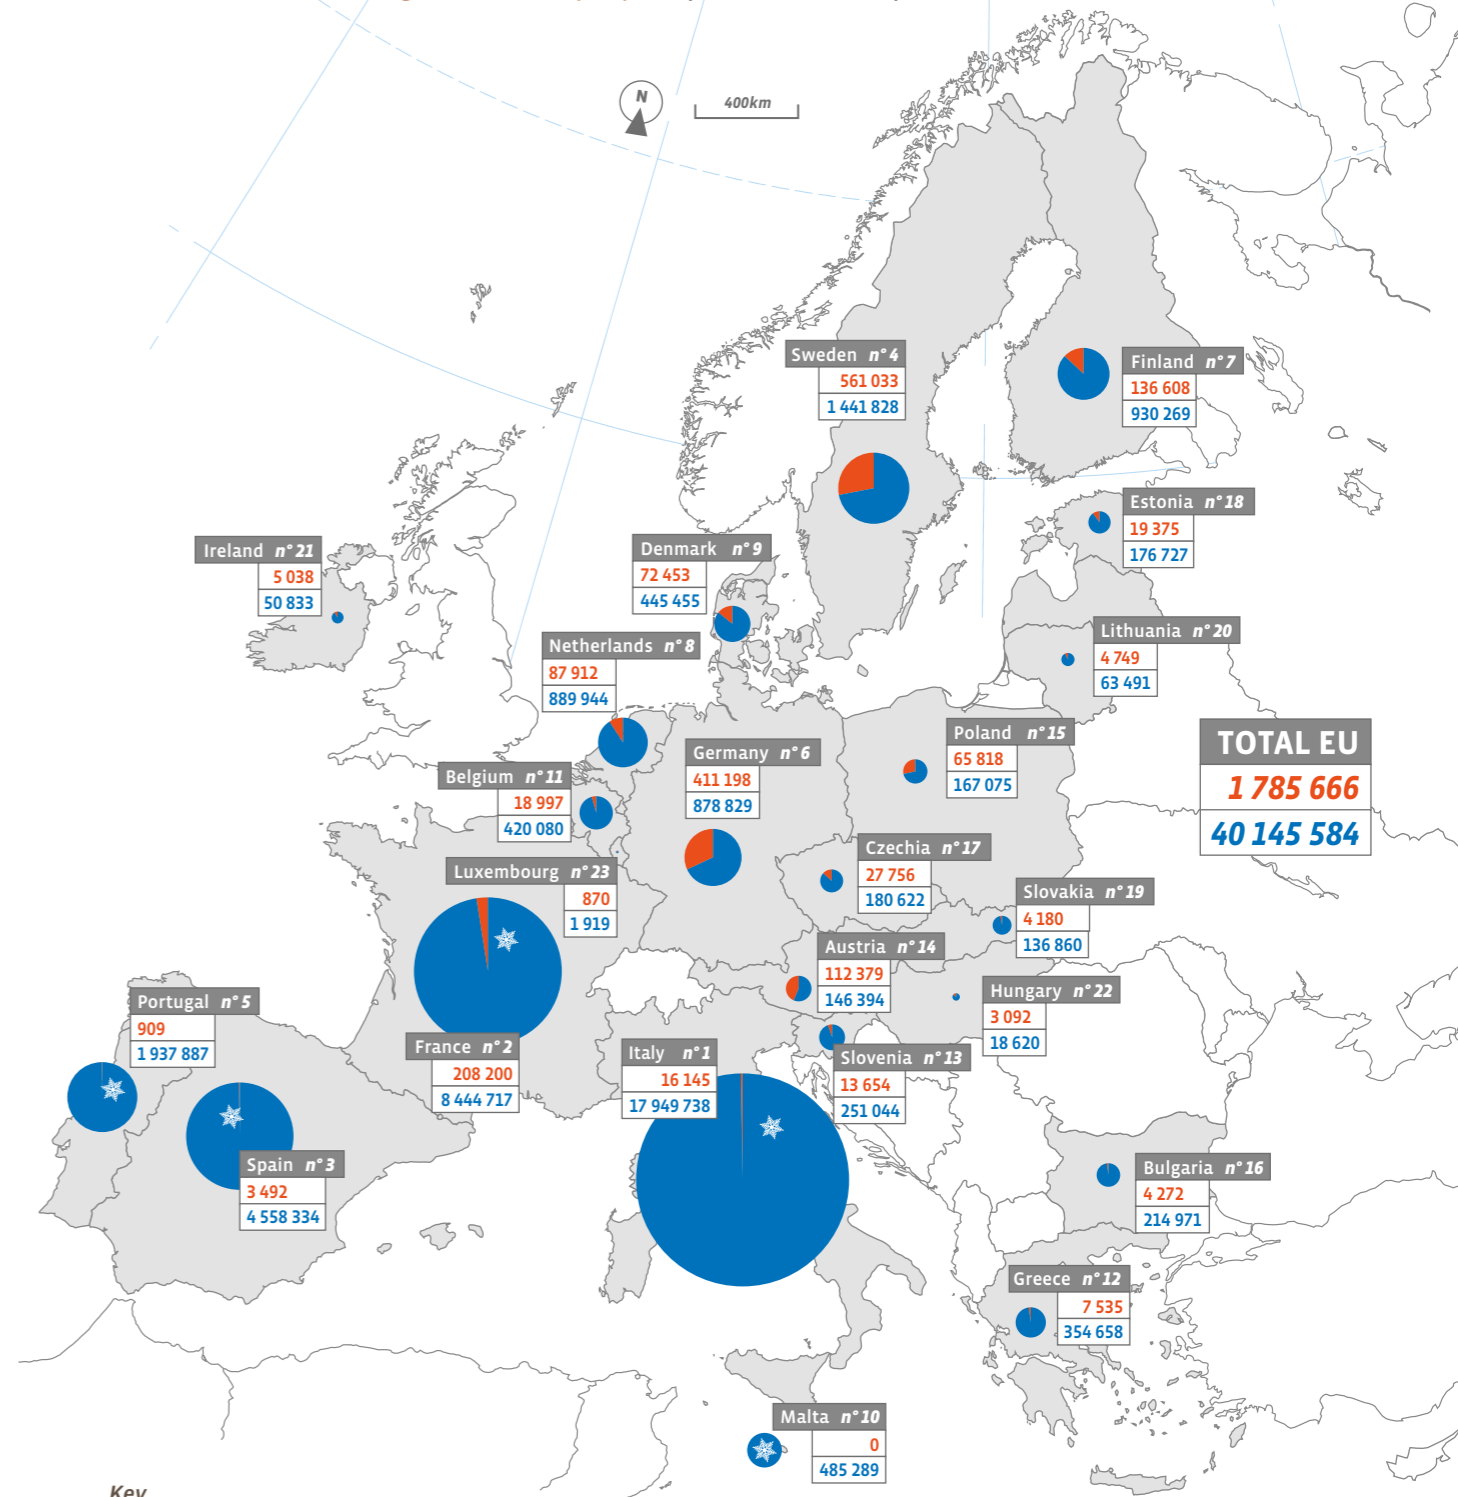 N
400km
Sweden n° 4
561 033
1 441 828
Finland n° 7
136 608
930 269
Estonia n° 18
19 375
176 727
Ireland n° 21
5 038
50 833
Denmark n° 9
72 453
445 455
Lithuania n° 20
4 749
63 491
Netherlands n° 8
87 912
889 944
Poland n° 15
65 818
167 075
TOTAL EU
1 785 666
40 145 584
Germany n° 6
411 198
878 829
Belgium n° 11
18 997
420 080
Czechia n° 17
27 756
180 622
Luxembourg n° 23
870
1 919
Slovakia n° 19
4 180
136 860
Austria n° 14
112 379
146 394
Hungary n° 22
3 092
18 620
Portugal n° 5
909
1 937 887
France n° 2
208 200
8 444 717
Italy n° 1
16 145
17 949 738
Slovenia n° 13
13 654
251 044
Spain n° 3
3 492
4 558 334
Bulgaria n° 16
4 272
214 971
Greece n° 12
7 535
354 658
Malta n° 10
0
485 289
Key